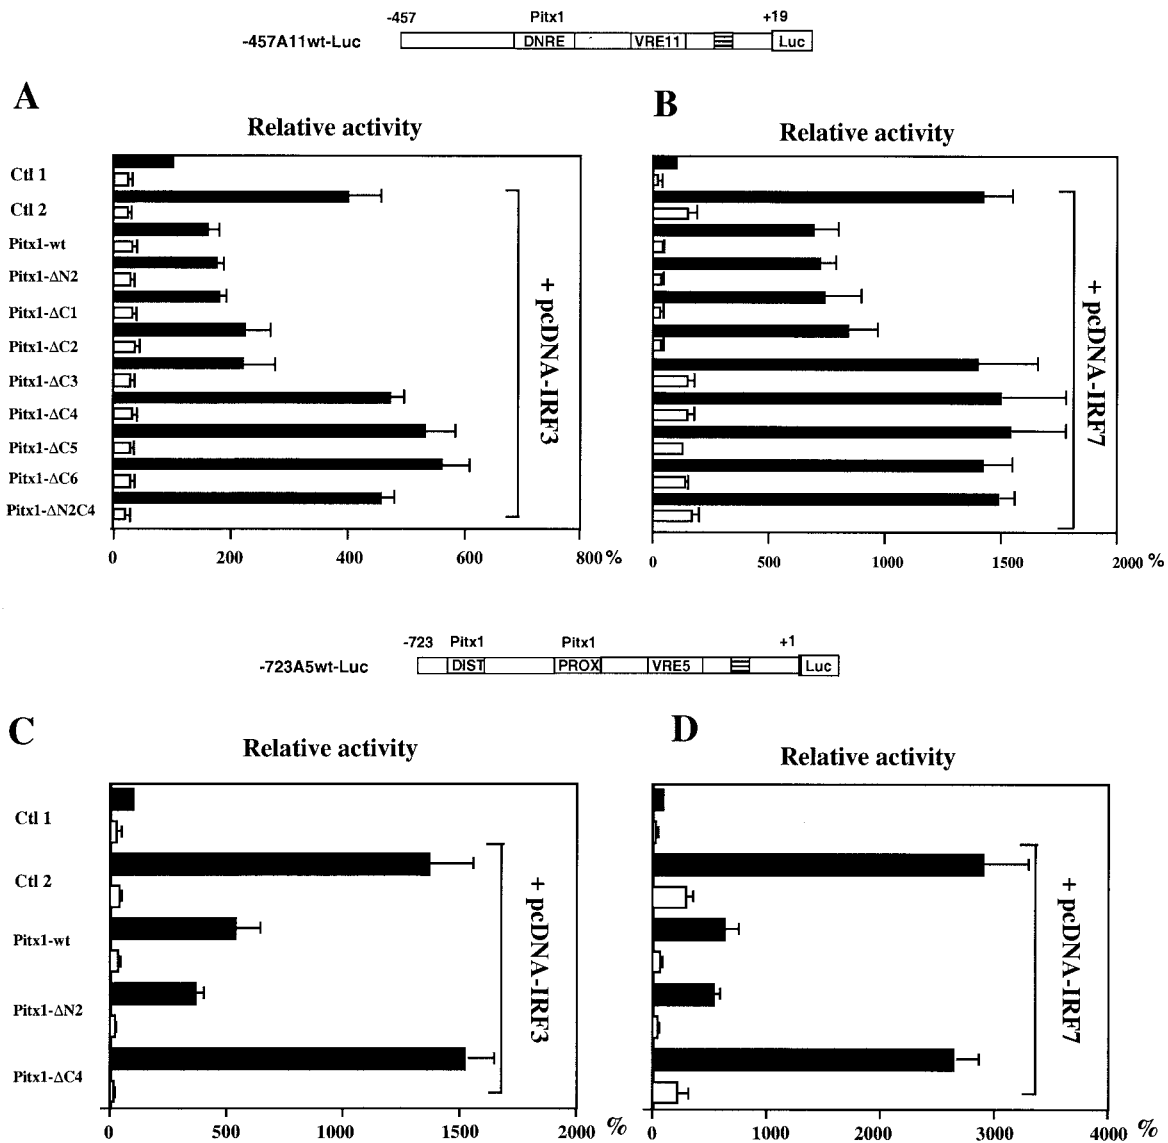 -457 Pitx1 +19
-457A11wt-Luc DNRE VRE11 Luc
A
Relative activity
Ctl 1
Ctl 2
Pitx1-wt
Pitx1-ΔN2
Pitx1-ΔC1
Pitx1-ΔC2
Pitx1-ΔC3
Pitx1-ΔC4
Pitx1-ΔC5
Pitx1-ΔC6
Pitx1-ΔN2C4
+ pcDNA-IRF3
0 200 400 600 800 %
B
Relative activity
+ pcDNA-IRF7
0 500 1000 1500 2000 %
-723 Pitx1 Pitx1 +1
-723A5wt-Luc DIST PROX VRE5 Luc
C
Relative activity
Ctl 1
Ctl 2
Pitx1-wt
Pitx1-ΔN2
Pitx1-ΔC4
+ pcDNA-IRF3
0 500 1000 1500 2000 %
D
Relative activity
+ pcDNA-IRF7
0 1000 2000 3000 4000 %